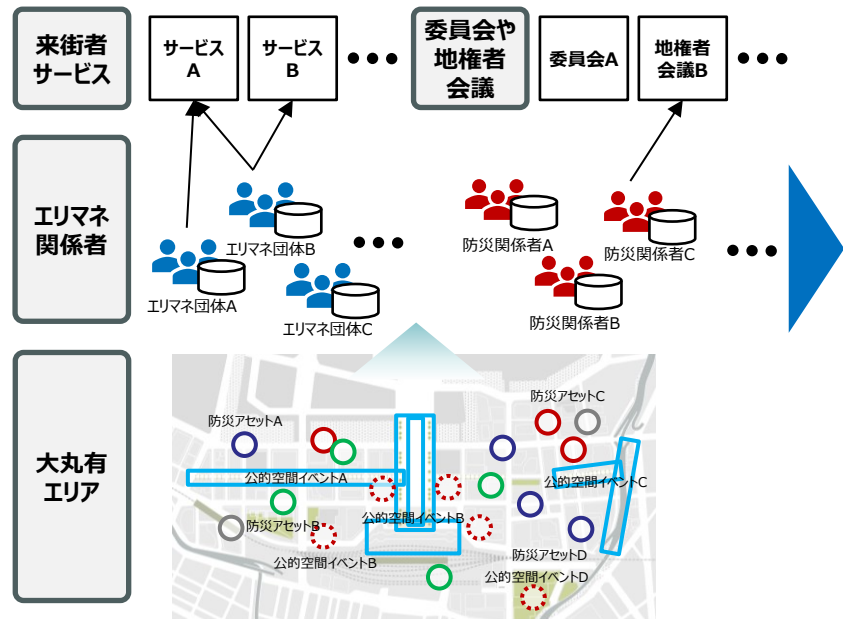 来街者
サービス
サービス
A
サービス
B
●●●
委員会や
地権者
会議
委員会A
地権者
会議B
●●●
エリマネ
関係者
エリマネ団体A
エリマネ団体B
エリマネ団体C
●●●
防災関係者A
防災関係者B
防災関係者C
●●●
大丸有
エリア
防災アセットA
防災アセットC
公的空間イベントA
公的空間イベントC
防災アセットB
公的空間イベントB
公的空間イベントB
防災アセットD
公的空間イベントD